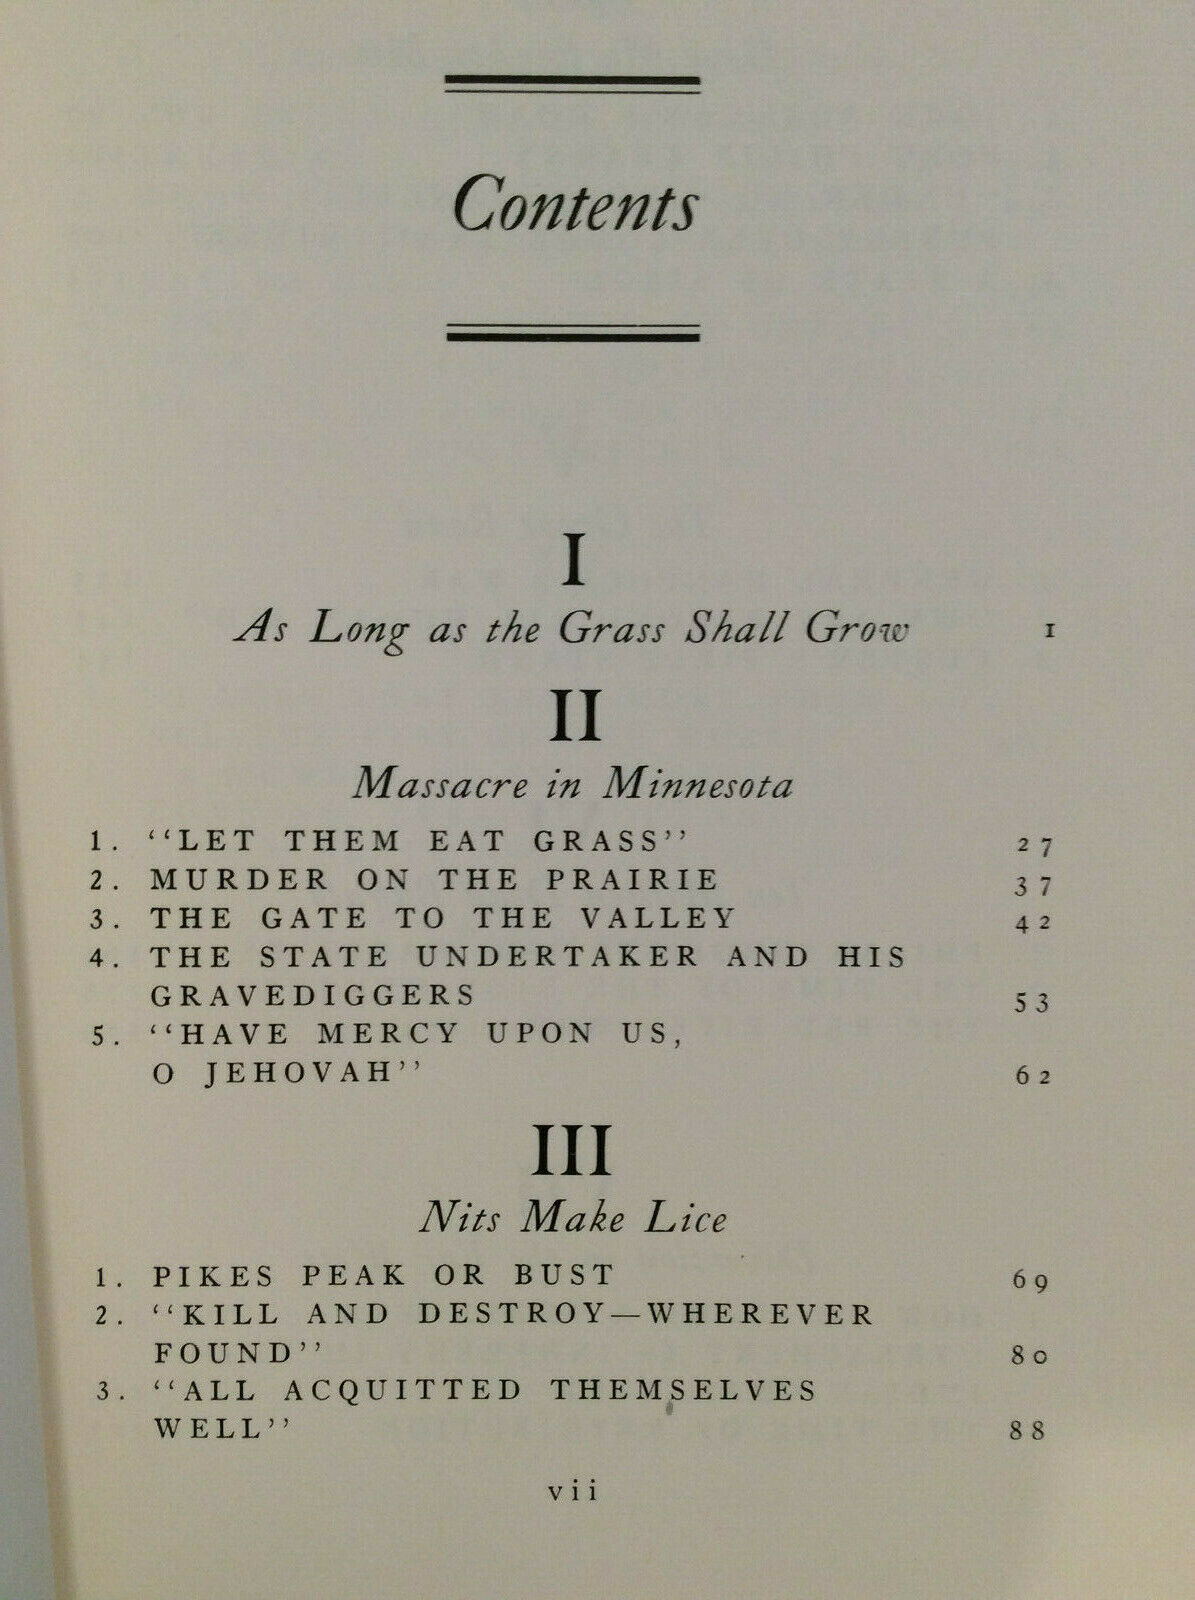 Contents
I
As Long as the Grass Shall Grow 1
II
Massacre in Minnesota
1. “LET THEM EAT GRASS” 27
2. MURDER ON THE PRAIRIE 37
3. THE GATE TO THE VALLEY 42
4. THE STATE UNDERTAKER AND HIS
GRAVEDIGGERS 53
5. “HAVE MERCY UPON US,
O JEHOVAH” 62
III
Nits Make Lice
1. PIKES PEAK OR BUST 69
2. “KILL AND DESTROY—WHEREVER
FOUND” 80
3. “ALL ACQUITTED THEMSELVES
WELL” 88
vii